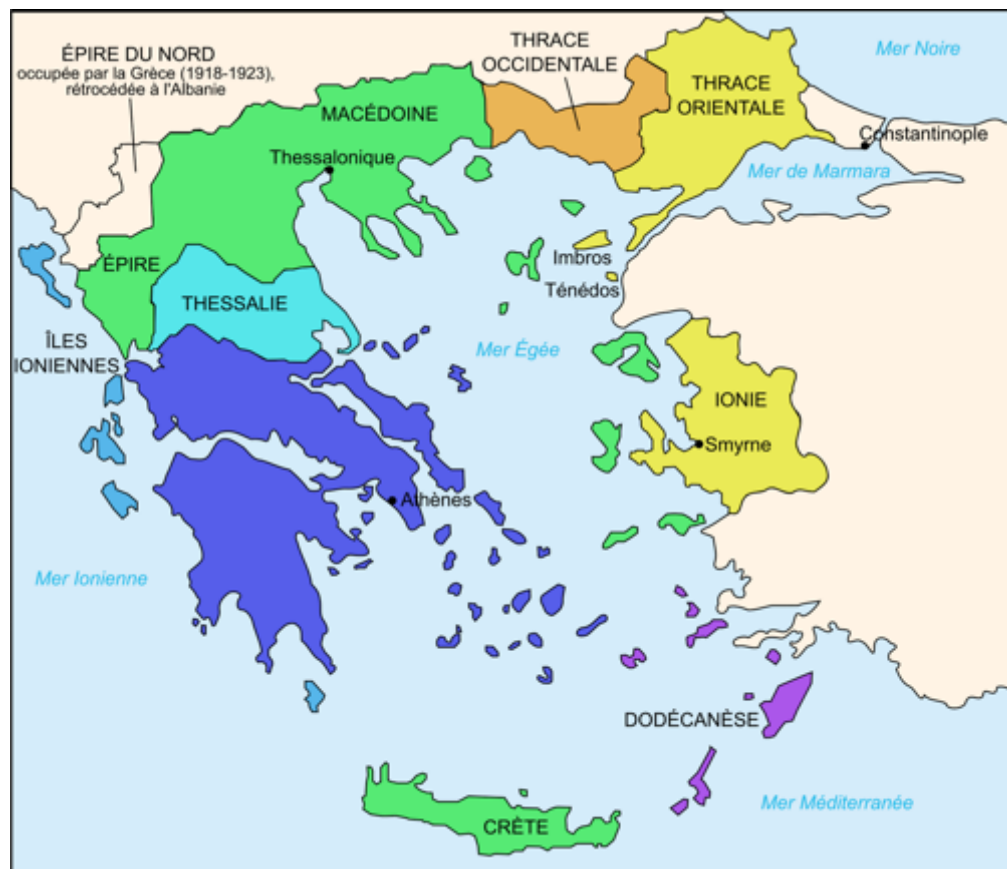 ÉPIRE DU NORD
occupée par la Grèce (1918-1923),
rétrocédée à l'Albanie
THRACE
OCCIDENTALE
Mer Noire
THRACE
ORIENTALE
MACÉDOINE
Constantinople
Thessalonique
Mer de Marmara
ÉPIRE
Imbros
Ténédos
THESSALIE
ÎLES
IONIENNES
Mer Égée
IONIE
Smyrne
Athènes
Mer Ionienne
DODÉCANÈSE
Mer Méditerranée
CRÈTE